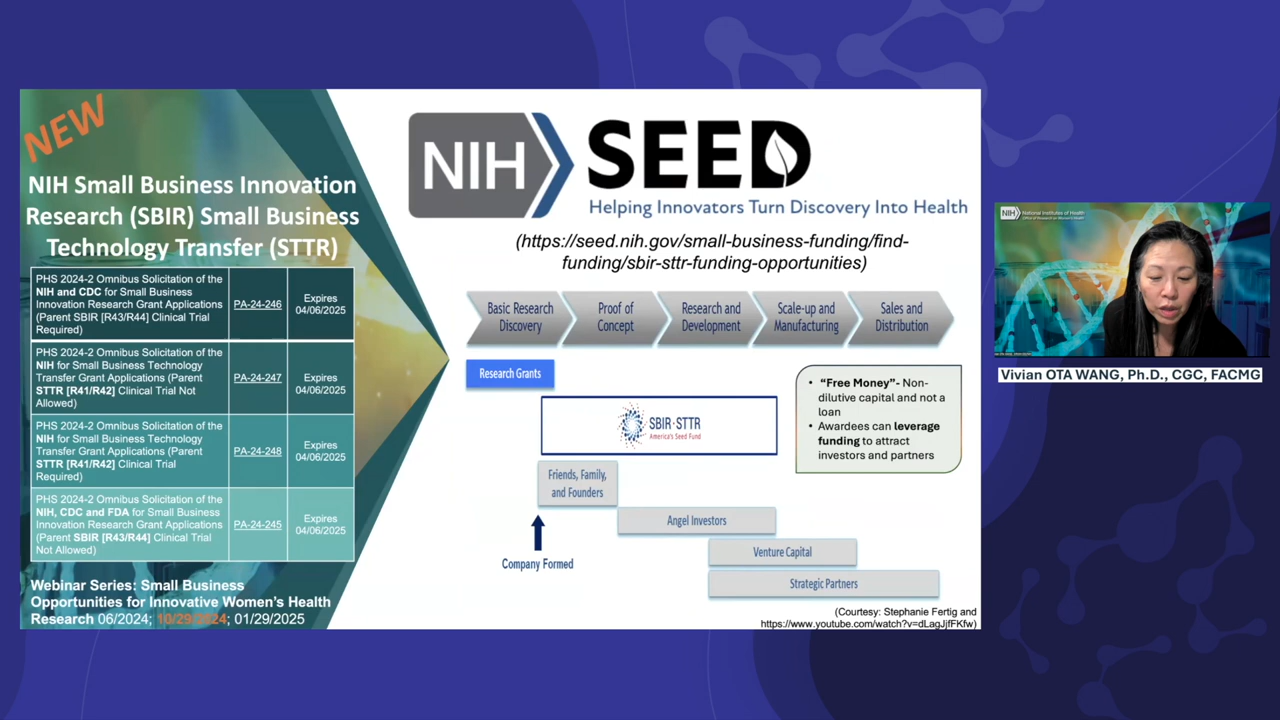 NEW
NIH Small Business Innovation
Research (SBIR) Small Business
Technology Transfer (STTR)
PHS 2024-2 Omnibus Solicitation of the
NIH and CDC for Small Business
Innovation Research Grant Applications
(Parent SBIR [R43/R44] Clinical Trial
Required)
PA-24-246
Expires
04/06/2025
PHS 2024-2 Omnibus Solicitation of the
NIH for Small Business Technology
Transfer Grant Applications (Parent
STTR [R41/R42] Clinical Trial Not
Allowed)
PA-24-247
Expires
04/06/2025
PHS 2024-2 Omnibus Solicitation of the
NIH for Small Business Technology
Transfer Grant Applications (Parent
STTR [R41/R42] Clinical Trial
Required)
PA-24-248
Expires
04/06/2025
PHS 2024-2 Omnibus Solicitation of the
NIH, CDC and FDA for Small Business
Innovation Research Grant Applications
(Parent SBIR [R43/R44] Clinical Trial
Not Allowed)
PA-24-245
Expires
04/06/2025
Webinar Series: Small Business
Opportunities for Innovative Women's Health
Research 06/2024; 10/29/2024; 01/29/2025
NIH SEED
Helping Innovators Turn Discovery Into Health
(https://seed.nih.gov/small-business-funding/find-
funding/sbir-sttr-funding-opportunities)
Basic Research
Discovery
Proof of
Concept
Research and
Development
Scale-up and
Manufacturing
Sales and
Distribution
Research Grants
SBIR·STTR
America's Seed Fund
Friends, Family,
and Founders
Angel Investors
Venture Capital
Strategic Partners
Company Formed
• "Free Money"- Non-
dilutive capital and not a
loan
• Awardees can leverage
funding to attract
investors and partners
(Courtesy: Stephanie Fertig and
https://www.youtube.com/watch?v=dLagJjfFKfw)
NIH National Institutes of Health
Office of Research on Women's Health
Vivian OTA WANG, Ph.D., CGC, FACMG